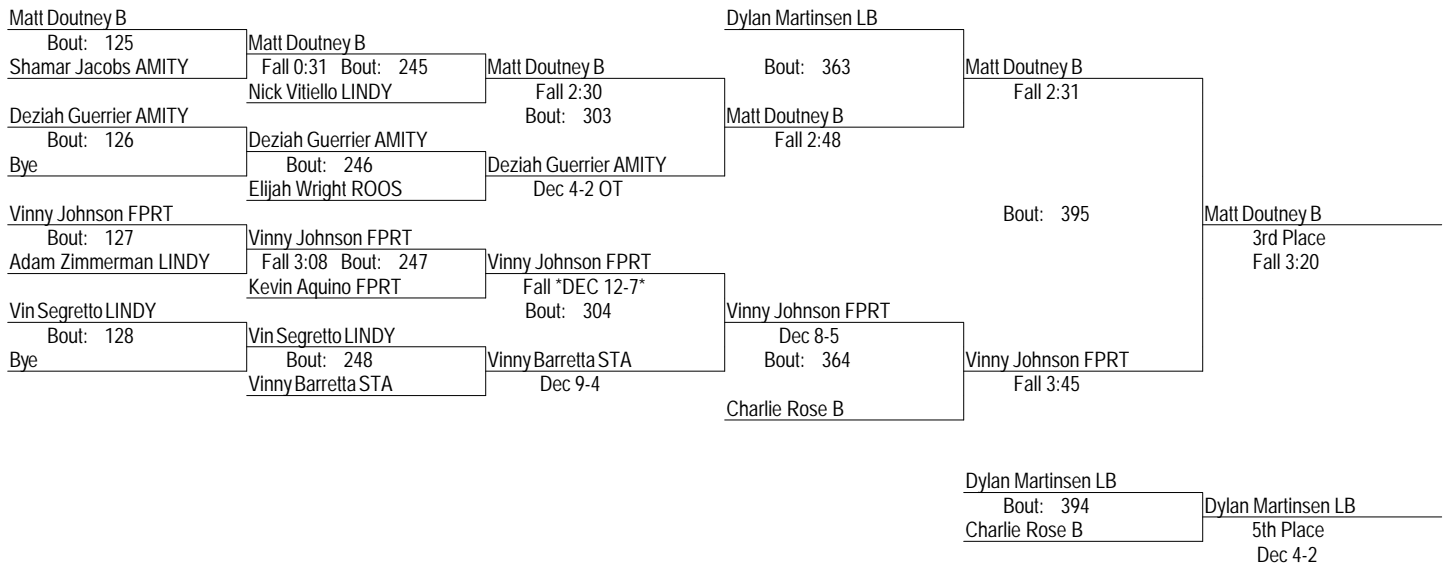 Matt Doutney B
Bout: 125
Shamar Jacobs AMITY
Deziah Guerrier AMITY
Bout: 126
Bye
Vinny Johnson FPRT
Bout: 127
Adam Zimmerman LINDY
Vin Segretto LINDY
Bout: 128
Bye
Matt Doutney B
Fall 0:31 Bout: 245
Nick Vitiello LINDY
Deziah Guerrier AMITY
Bout: 246
Elijah Wright ROOS
Vinny Johnson FPRT
Fall 3:08 Bout: 247
Kevin Aquino FPRT
Vin Segretto LINDY
Bout: 248
Vinny Barretta STA
Matt Doutney B
Fall 2:30
Bout: 303
Deziah Guerrier AMITY
Dec 4-2 OT
Vinny Johnson FPRT
Fall *DEC 12-7*
Bout: 304
Vinny Barretta STA
Dec 9-4
Dylan Martinsen LB
Bout: 363
Matt Doutney B
Fall 2:48
Vinny Johnson FPRT
Dec 8-5
Bout: 364
Charlie Rose B
Matt Doutney B
Fall 2:31
Bout: 395
Vinny Johnson FPRT
Fall 3:45
Matt Doutney B
3rd Place
Fall 3:20
Dylan Martinsen LB
Bout: 394
Charlie Rose B
Dylan Martinsen LB
5th Place
Dec 4-2